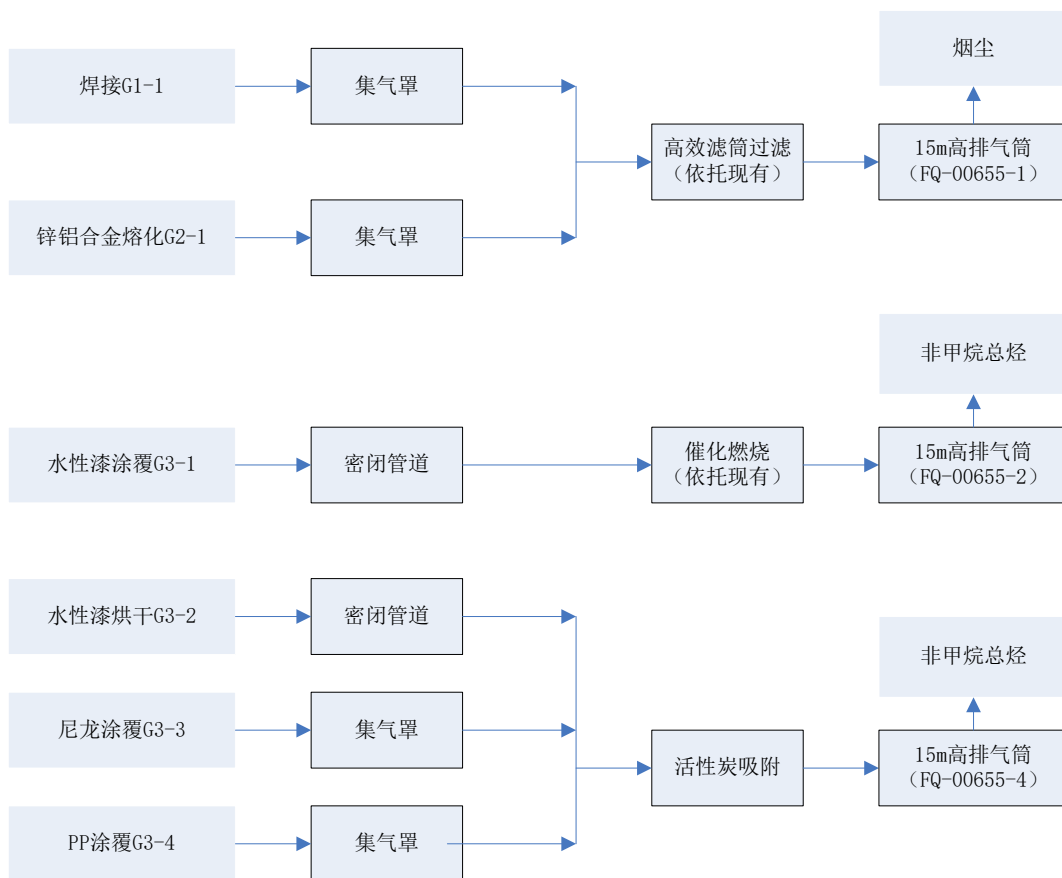 烟尘
焊接G1-1
集气罩
高效滤筒过滤
（依托现有）
15m高排气筒
（FQ-00655-1）
锌铝合金熔化G2-1
集气罩
非甲烷总烃
水性漆涂覆G3-1
密闭管道
催化燃烧
（依托现有）
15m高排气筒
（FQ-00655-2）
水性漆烘干G3-2
密闭管道
非甲烷总烃
尼龙涂覆G3-3
集气罩
活性炭吸附
15m高排气筒
（FQ-00655-4）
PP涂覆G3-4
集气罩